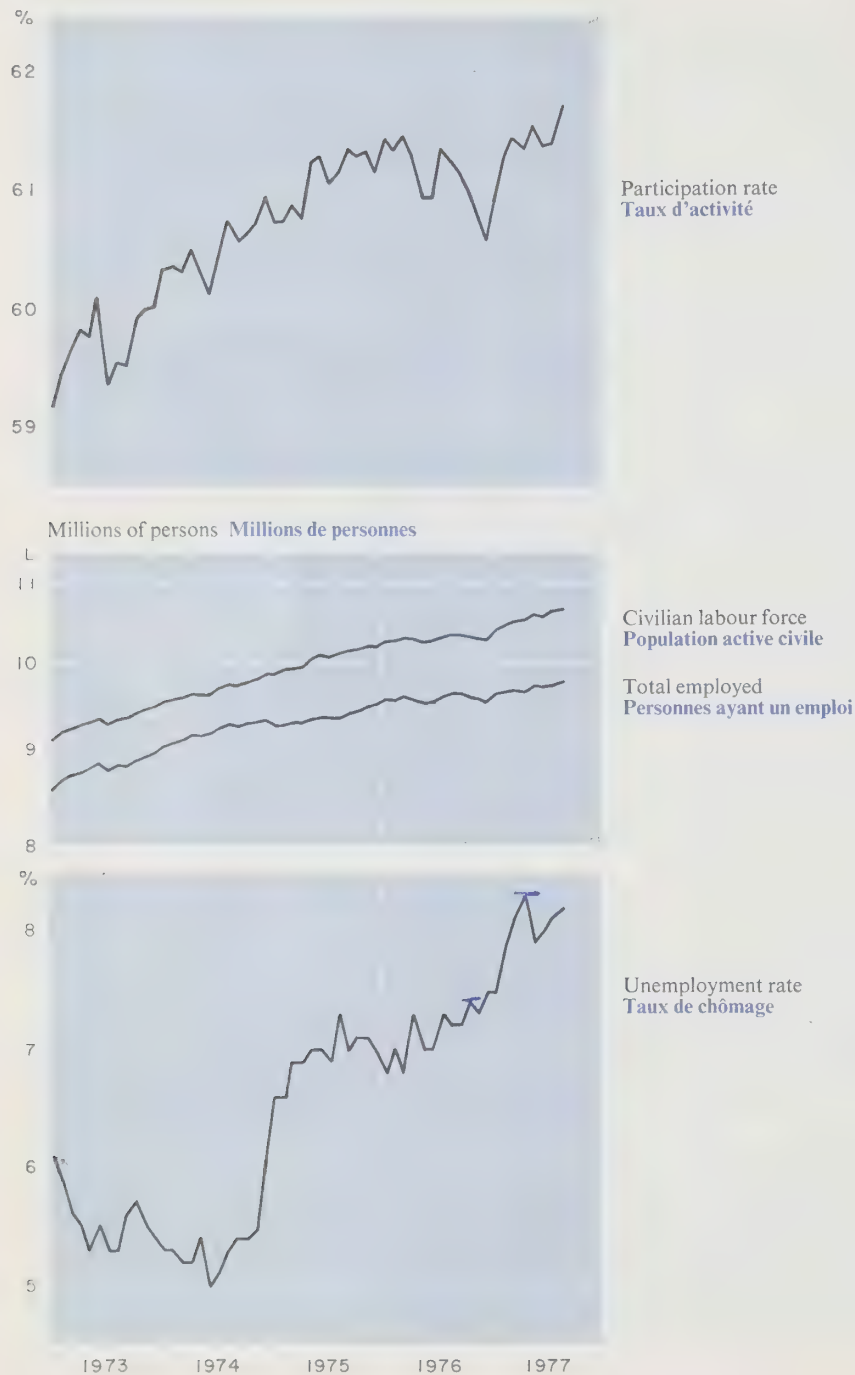 %
62
61
60
59
Participation rate
Taux d'activité
Millions of persons Millions de personnes
11
10
9
8
Civilian labour force
Population active civile
Total employed
Personnes ayant un emploi
%
8
7
6
5
Unemployment rate
Taux de chômage
1973 1974 1975 1976 1977